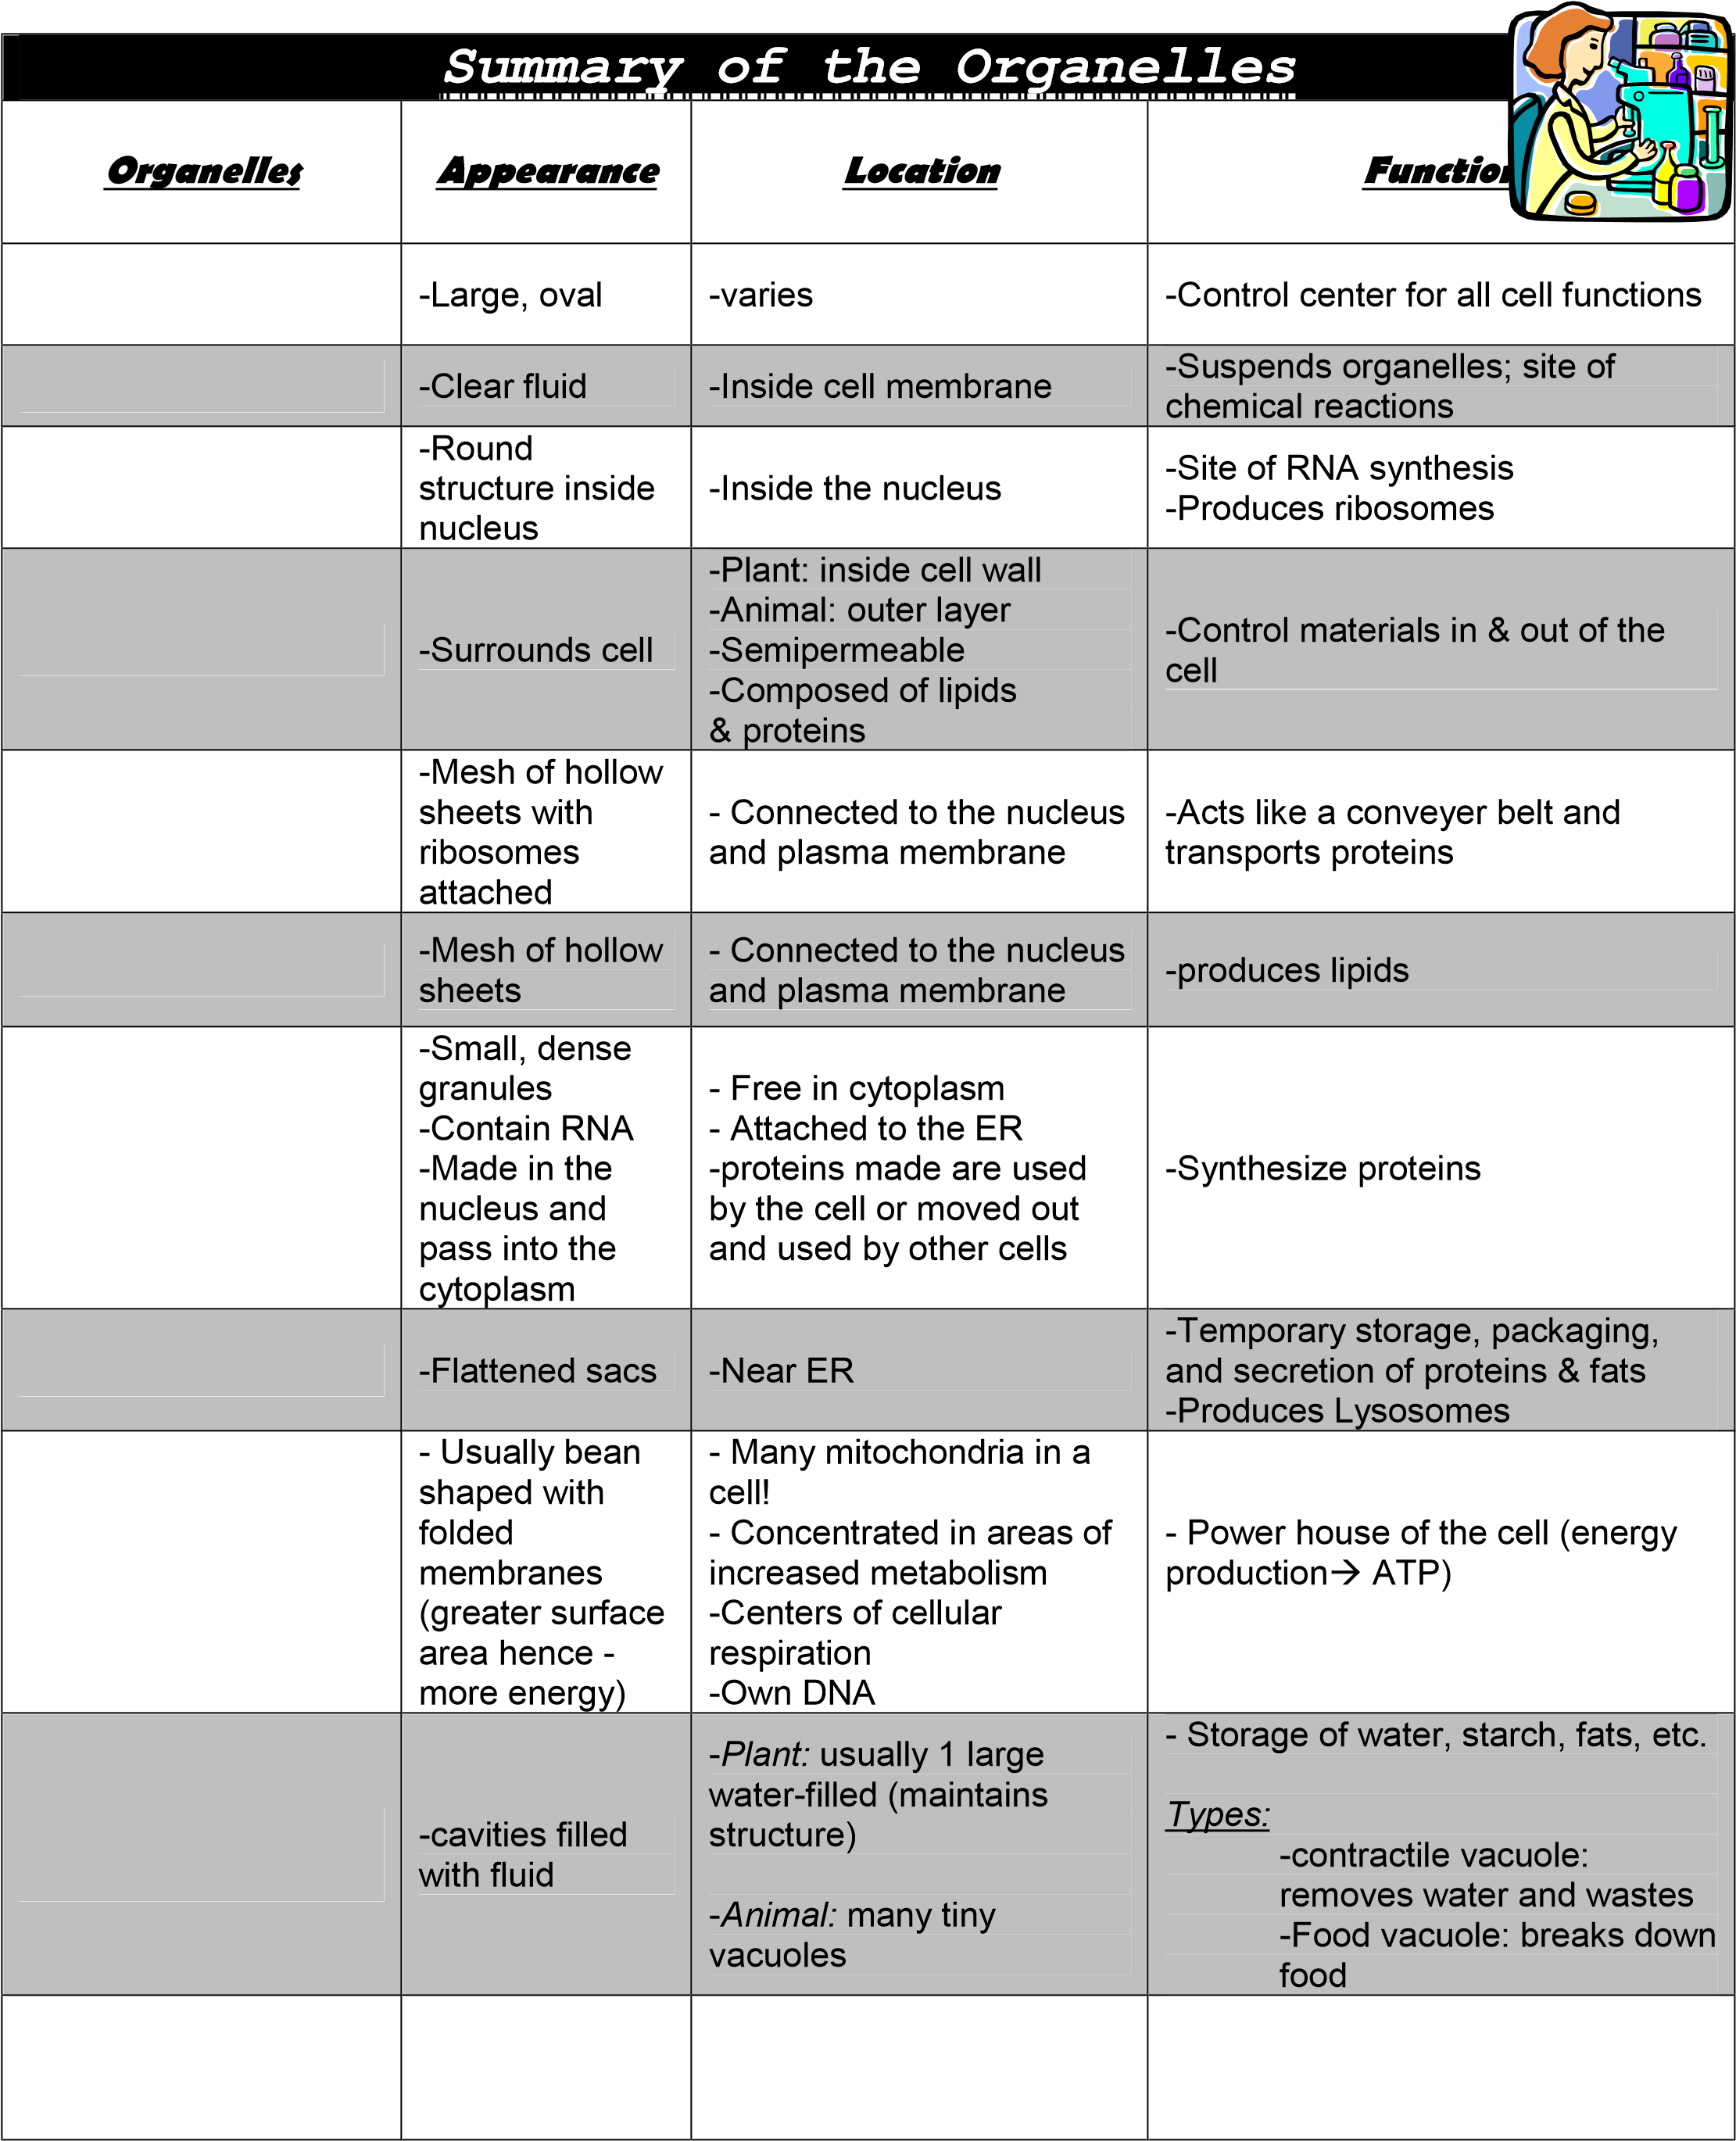 Summary of the Organelles
Organelles
Appearance
Location
Function
-Large, oval
-varies
-Control center for all cell functions
-Clear fluid
-Inside cell membrane
-Suspends organelles; site of
chemical reactions
-Round
structure inside
nucleus
-Inside the nucleus
-Site of RNA synthesis
-Produces ribosomes
-Surrounds cell
-Plant: inside cell wall
-Animal: outer layer
-Semipermeable
-Composed of lipids
& proteins
-Control materials in & out of the
cell
-Mesh of hollow
sheets with
ribosomes
attached
- Connected to the nucleus
and plasma membrane
-Acts like a conveyer belt and
transports proteins
-Mesh of hollow
sheets
- Connected to the nucleus
and plasma membrane
-produces lipids
-Small, dense
granules
-Contain RNA
-Made in the
nucleus and
pass into the
cytoplasm
- Free in cytoplasm
- Attached to the ER
-proteins made are used
by the cell or moved out
and used by other cells
-Synthesize proteins
-Flattened sacs
-Near ER
-Temporary storage, packaging,
and secretion of proteins & fats
-Produces Lysosomes
- Usually bean
shaped with
folded
membranes
(greater surface
area hence -
more energy)
- Many mitochondria in a
cell!
- Concentrated in areas of
increased metabolism
-Centers of cellular
respiration
-Own DNA
- Power house of the cell (energy
production→ ATP)
-cavities filled
with fluid
-Plant: usually 1 large
water-filled (maintains
structure)
-Animal: many tiny
vacuoles
- Storage of water, starch, fats, etc.
Types:
-contractile vacuole:
removes water and wastes
-Food vacuole: breaks down
food